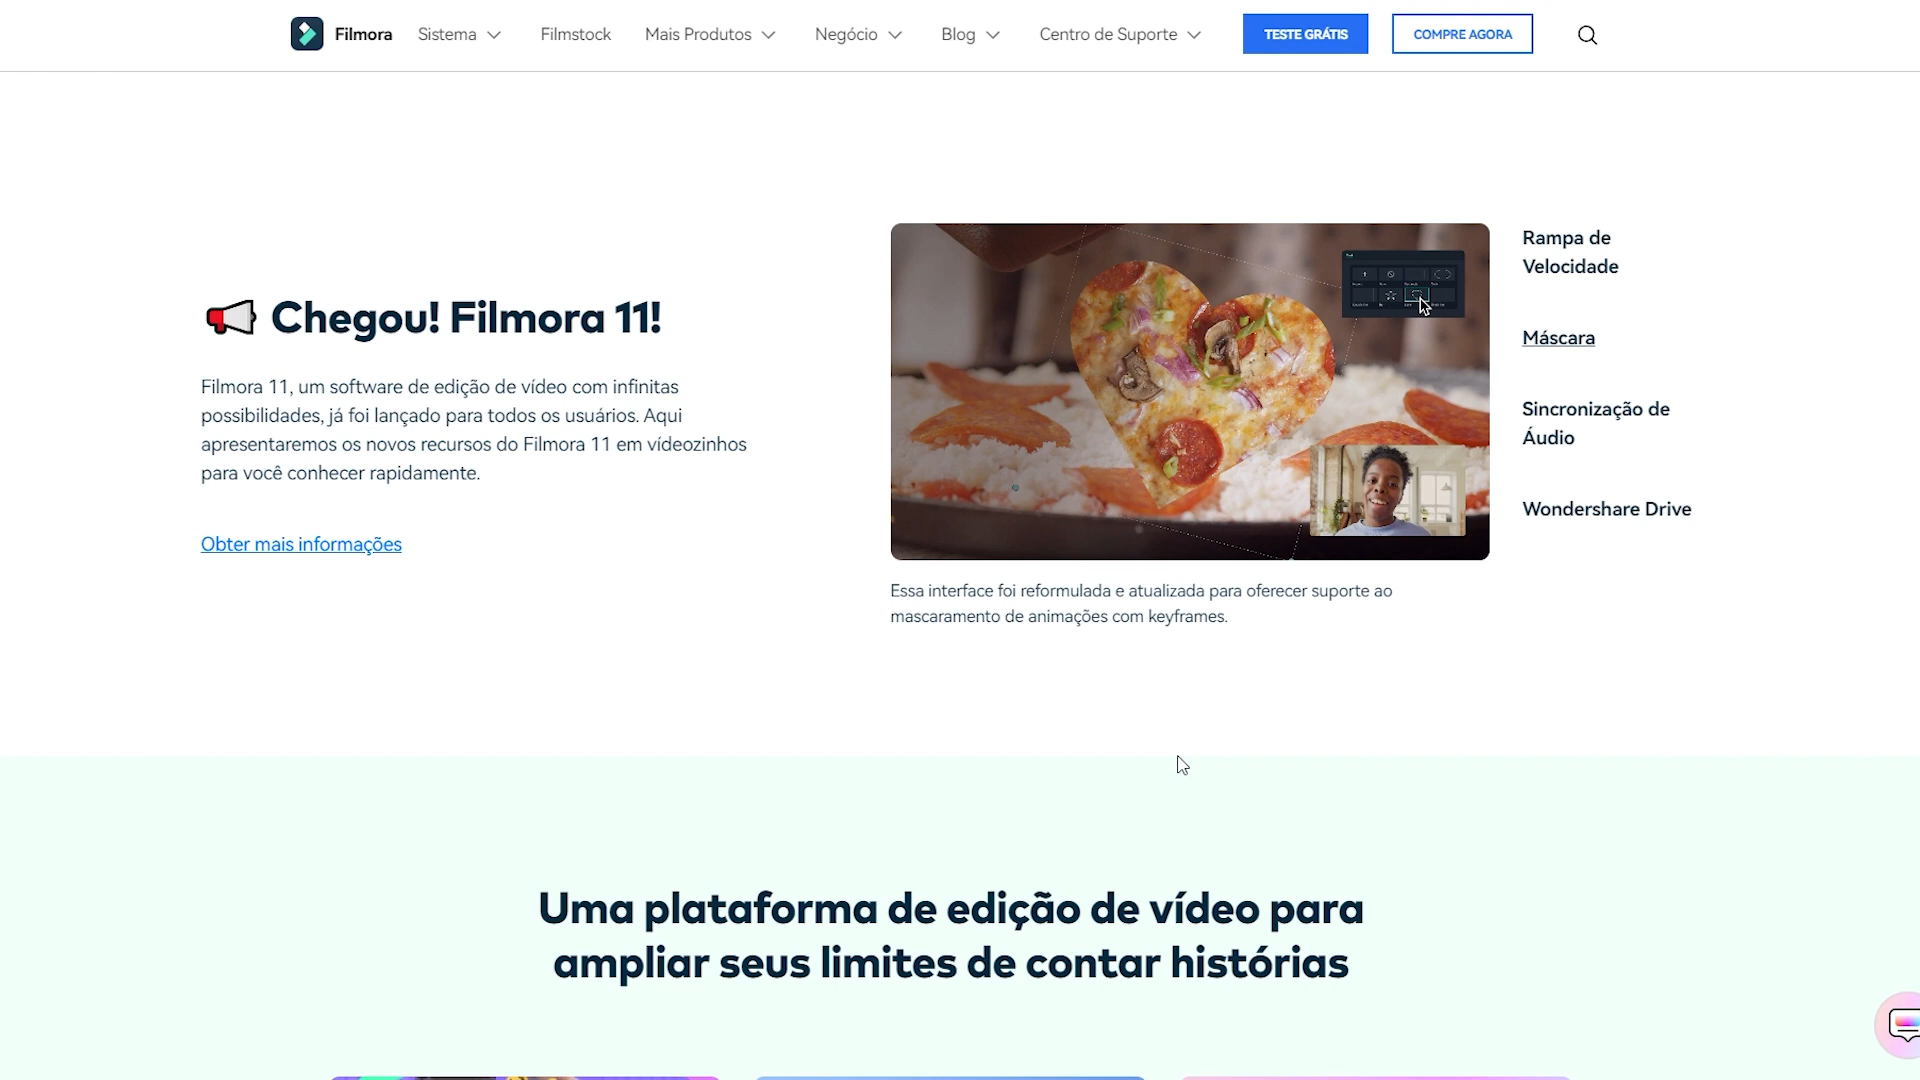 Filmora Sistema Filmstock Mais Produtos Negócio Blog Centro de Suporte TESTE GRÁTIS COMPRE AGORA
Chegou! Filmora 11!
Filmora 11, um software de edição de vídeo com infinitas
possibilidades, já foi lançado para todos os usuários. Aqui
apresentaremos os novos recursos do Filmora 11 em vídeozinhos
para você conhecer rapidamente.
Obter mais informações
Essa interface foi reformulada e atualizada para oferecer suporte ao
mascaramento de animações com keyframes.
Rampa de
Velocidade
Máscara
Sincronização de
Áudio
Wondershare Drive
Uma plataforma de edição de vídeo para
ampliar seus limites de contar histórias